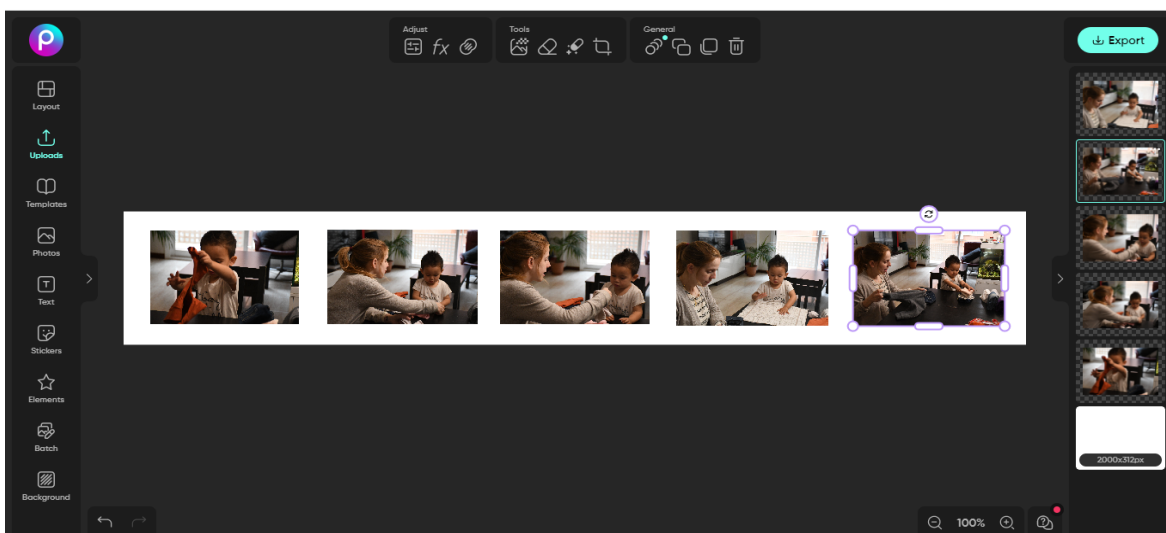 Adjust
Tools
General
Export
Layout
Uploads
Templates
Photos
Text
Stickers
Elements
Batch
Background
2000x312px
100%